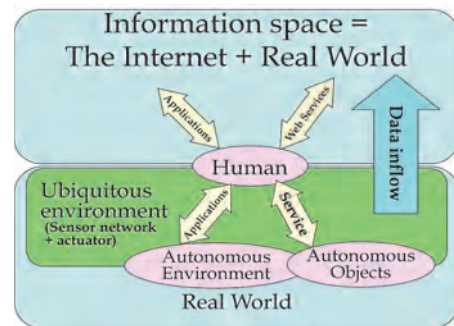 Information space =
The Internet + Real World
Applications
Web Services
Data inflow
Human
Ubiquitous
environment
(Sensor network
+ actuator)
Applications
Service
Autonomous
Environment
Autonomous
Objects
Real World